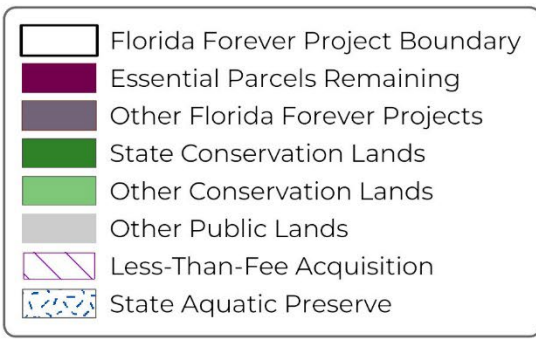 Florida Forever Project Boundary
Essential Parcels Remaining
Other Florida Forever Projects
State Conservation Lands
Other Conservation Lands
Other Public Lands
Less-Than-Fee Acquisition
State Aquatic Preserve